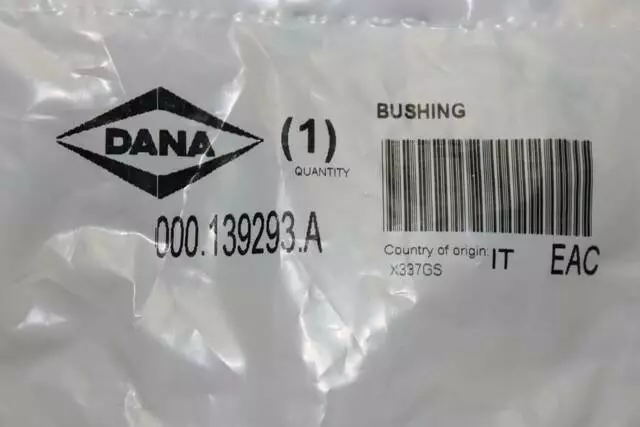 DANA
(1)
QUANTITY
000.139293.A
BUSHING
Country of origin: IT EAC
X337GS